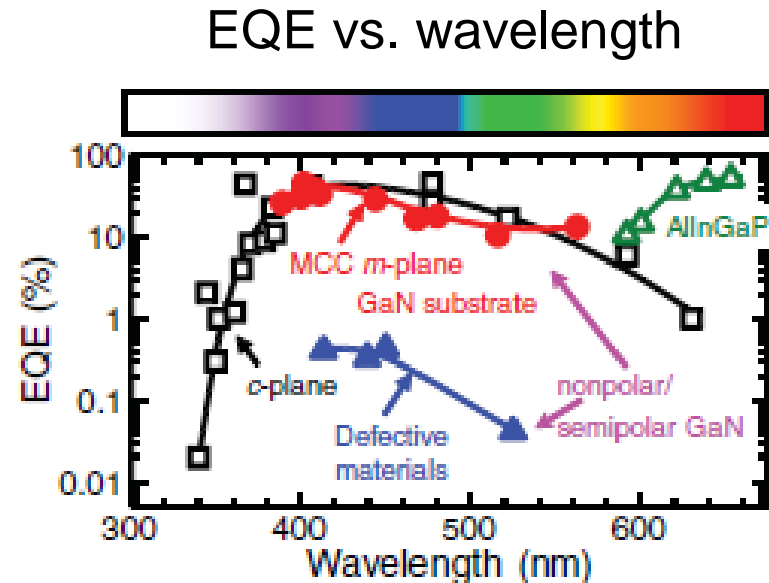 EQE vs. wavelength
100
10
1
0.1
0.01
EQE (%)
AlInGaP
MCC m-plane
GaN substrate
c-plane
nonpolar/
semipolar GaN
Defective
materials
300
400
500
600
Wavelength (nm)